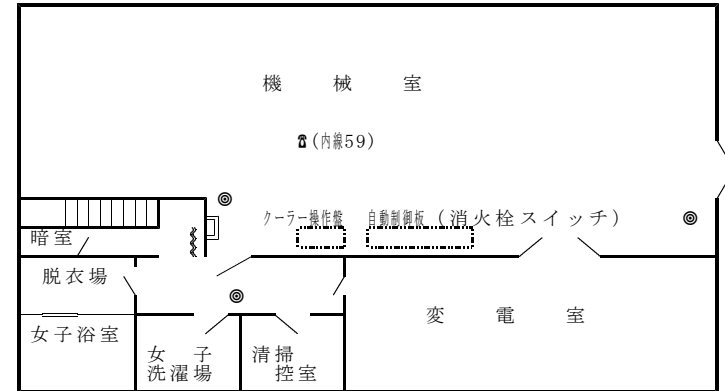 機械室
☎(内線59)
クーラー操作盤 自動制御板(消火栓スイッチ)
暗室
脱衣場
変電室
女子浴室
女子
洗濯場
清掃
控室